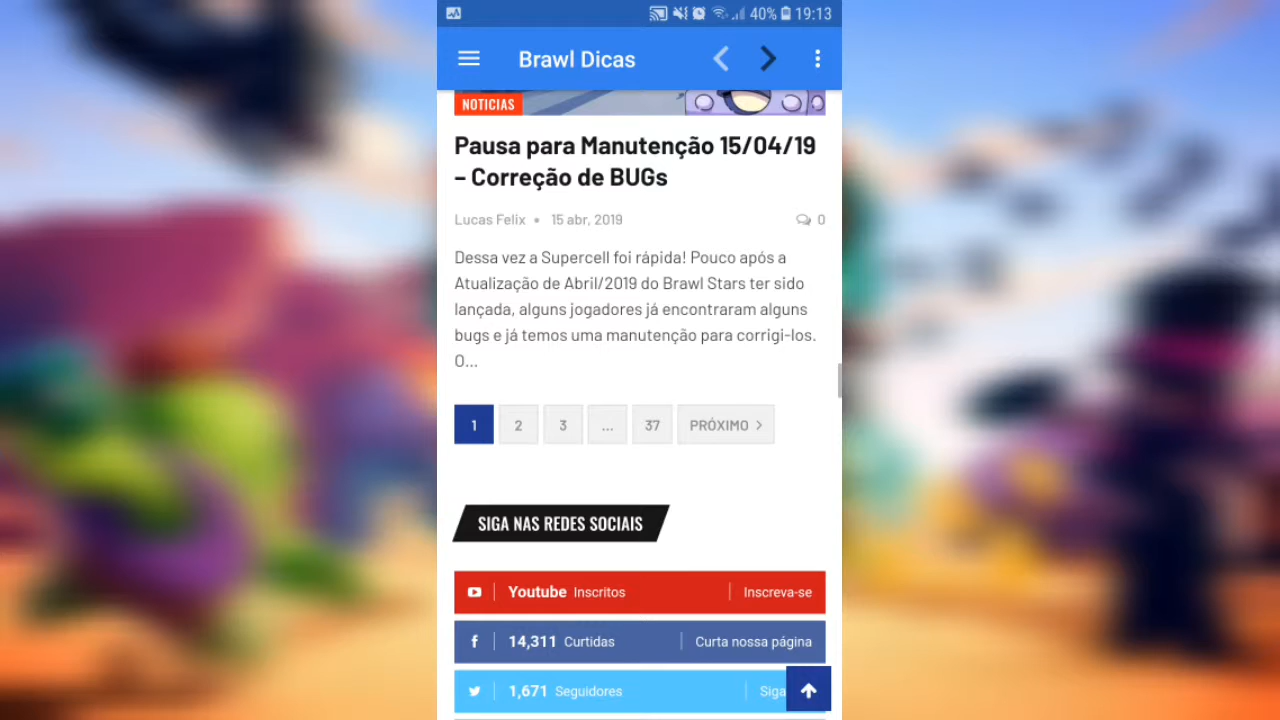 40% 19:13
Brawl Dicas
NOTICIAS
Pausa para Manutenção 15/04/19
– Correção de BUGs
Lucas Felix • 15 abr, 2019 0
Dessa vez a Supercell foi rápida! Pouco após a
Atualização de Abril/2019 do Brawl Stars ter sido
lançada, alguns jogadores já encontraram alguns
bugs e já temos uma manutenção para corrigi-los.
O...
1 2 3 ... 37 PRÓXIMO >
SIGA NAS REDES SOCIAIS
Youtube Inscritos Inscreva-se
14,311 Curtidas Curta nossa página
1,671 Seguidores Siga